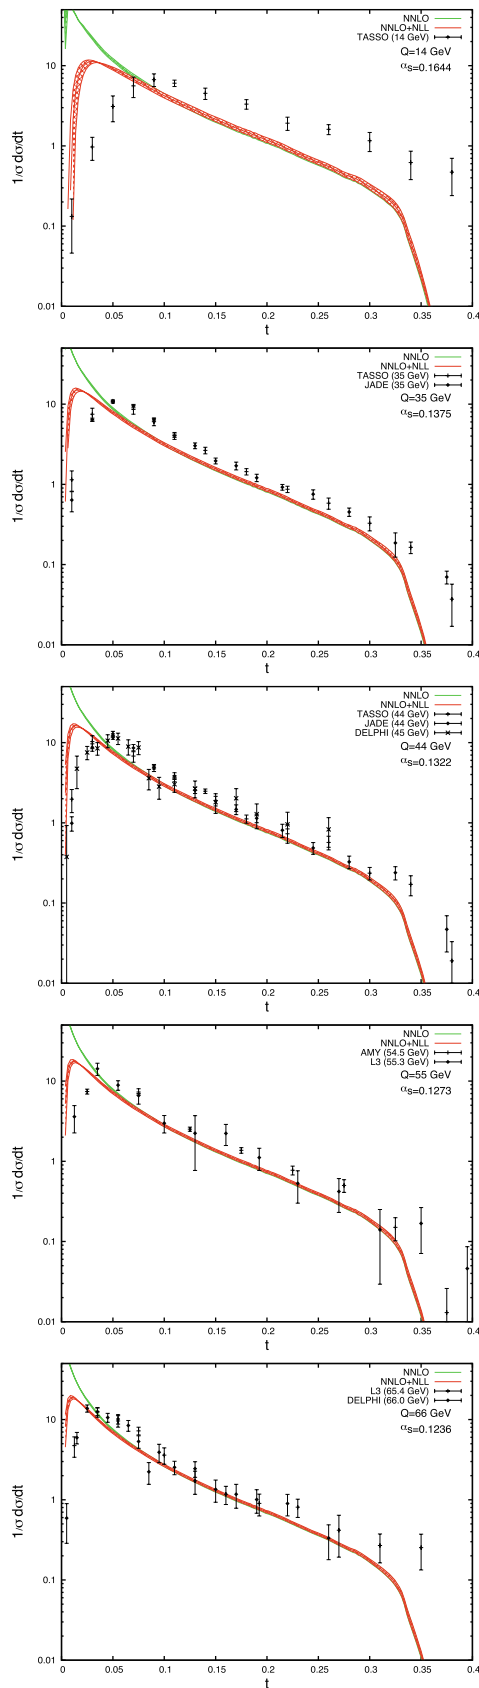 NNLO
NNLO+NLL
TASSO (14 GeV)
Q=14 GeV
αs=0.1644
10
1
0.1
0.01
1/σ dσ/dt
0 0.05 0.1 0.15 0.2 0.25 0.3 0.35 0.4
t
NNLO
NNLO+NLL
TASSO (35 GeV)
JADE (35 GeV)
Q=35 GeV
αs=0.1375
10
1
0.1
0.01
1/σ dσ/dt
0 0.05 0.1 0.15 0.2 0.25 0.3 0.35 0.4
t
NNLO
NNLO+NLL
TASSO (44 GeV)
JADE (44 GeV)
DELPHI (45 GeV)
Q=44 GeV
αs=0.1322
10
1
0.1
0.01
1/σ dσ/dt
0 0.05 0.1 0.15 0.2 0.25 0.3 0.35 0.4
t
NNLO
NNLO+NLL
AMY (54.5 GeV)
L3 (55.3 GeV)
Q=55 GeV
αs=0.1273
10
1
0.1
0.01
1/σ dσ/dt
0 0.05 0.1 0.15 0.2 0.25 0.3 0.35 0.4
t
NNLO
NNLO+NLL
L3 (65.4 GeV)
DELPHI (66.0 GeV)
Q=66 GeV
αs=0.1236
10
1
0.1
0.01
1/σ dσ/dt
0 0.05 0.1 0.15 0.2 0.25 0.3 0.35 0.4
t